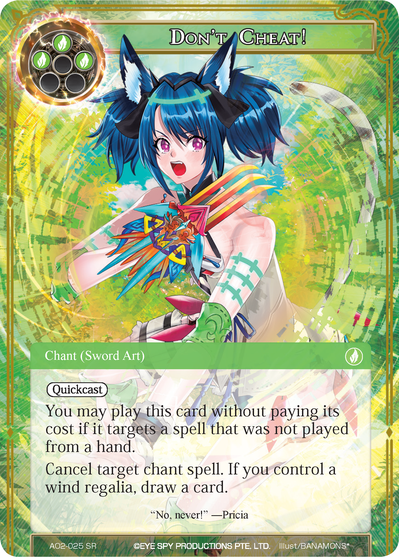 Don't Cheat!
Chant (Sword Art)
Quickcast
You may play this card without paying its
cost if it targets a spell that was not played
from a hand.
Cancel target chant spell. If you control a
wind regalia, draw a card.
“No, never!” —Pricia
A02-025 SR ©EYE SPY PRODUCTIONS PTE. LTD. Illust/BANAMONS*